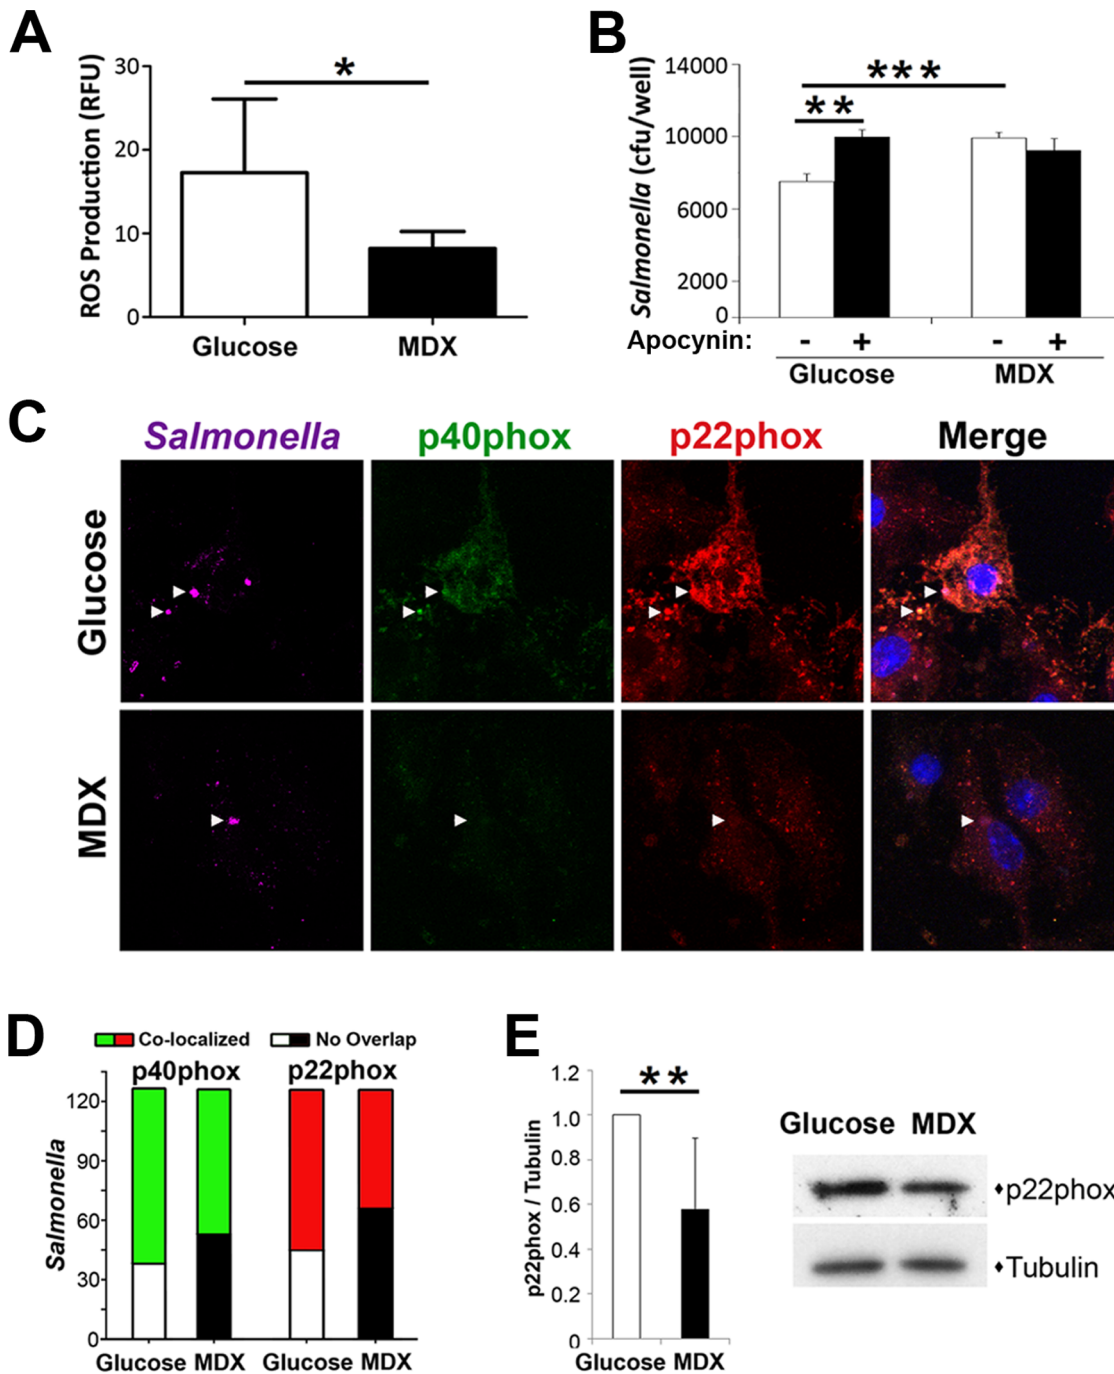 A
ROS Production (RFU)
30
20
10
0
*
Glucose
MDX
B
Salmonella (cfu/well)
14000
10000
6000
2000
0
***
**
Apocynin: - + - +
Glucose
MDX
C
Salmonella
p40phox
p22phox
Merge
Glucose
MDX
D
Co-localized
No Overlap
p40phox
p22phox
Salmonella
120
90
60
30
0
Glucose MDX
Glucose MDX
E
p22phox / Tubulin
1.2
1.0
0.8
0.6
0.4
0.2
0
**
Glucose MDX
Glucose MDX
♦p22phox
♦Tubulin